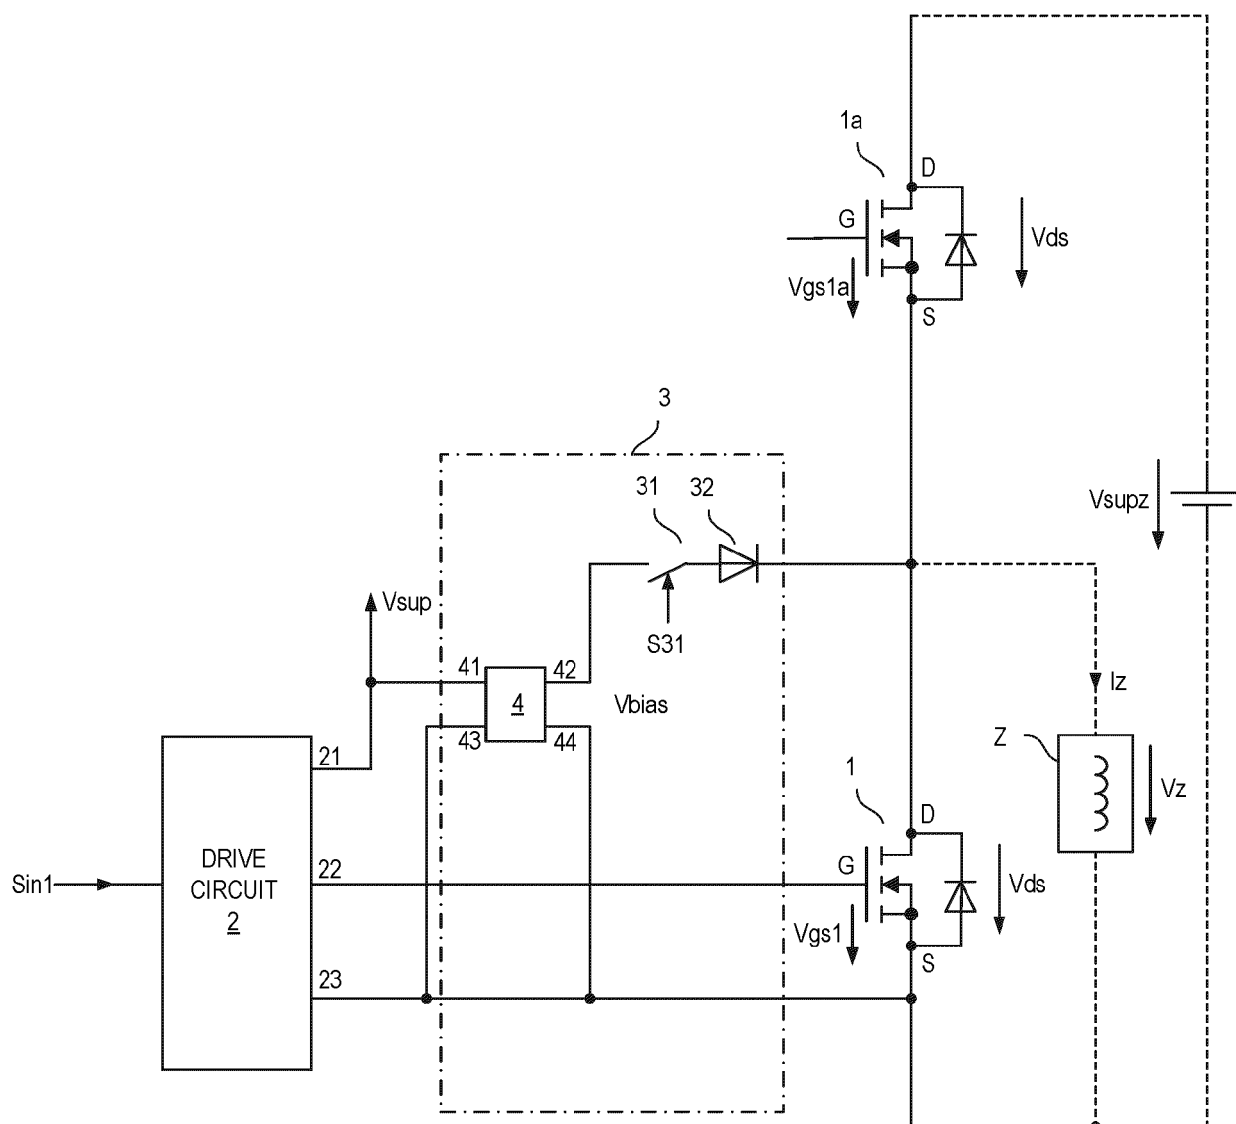 1a
D
G
Vds
Vgs1a
S
3
31
32
Vsupz
Vsup
S31
41
42
Iz
4
Vbias
43
44
Z
21
Vz
1
D
DRIVE
CIRCUIT
2
22
G
Sin1
Vds
Vgs1
S
23